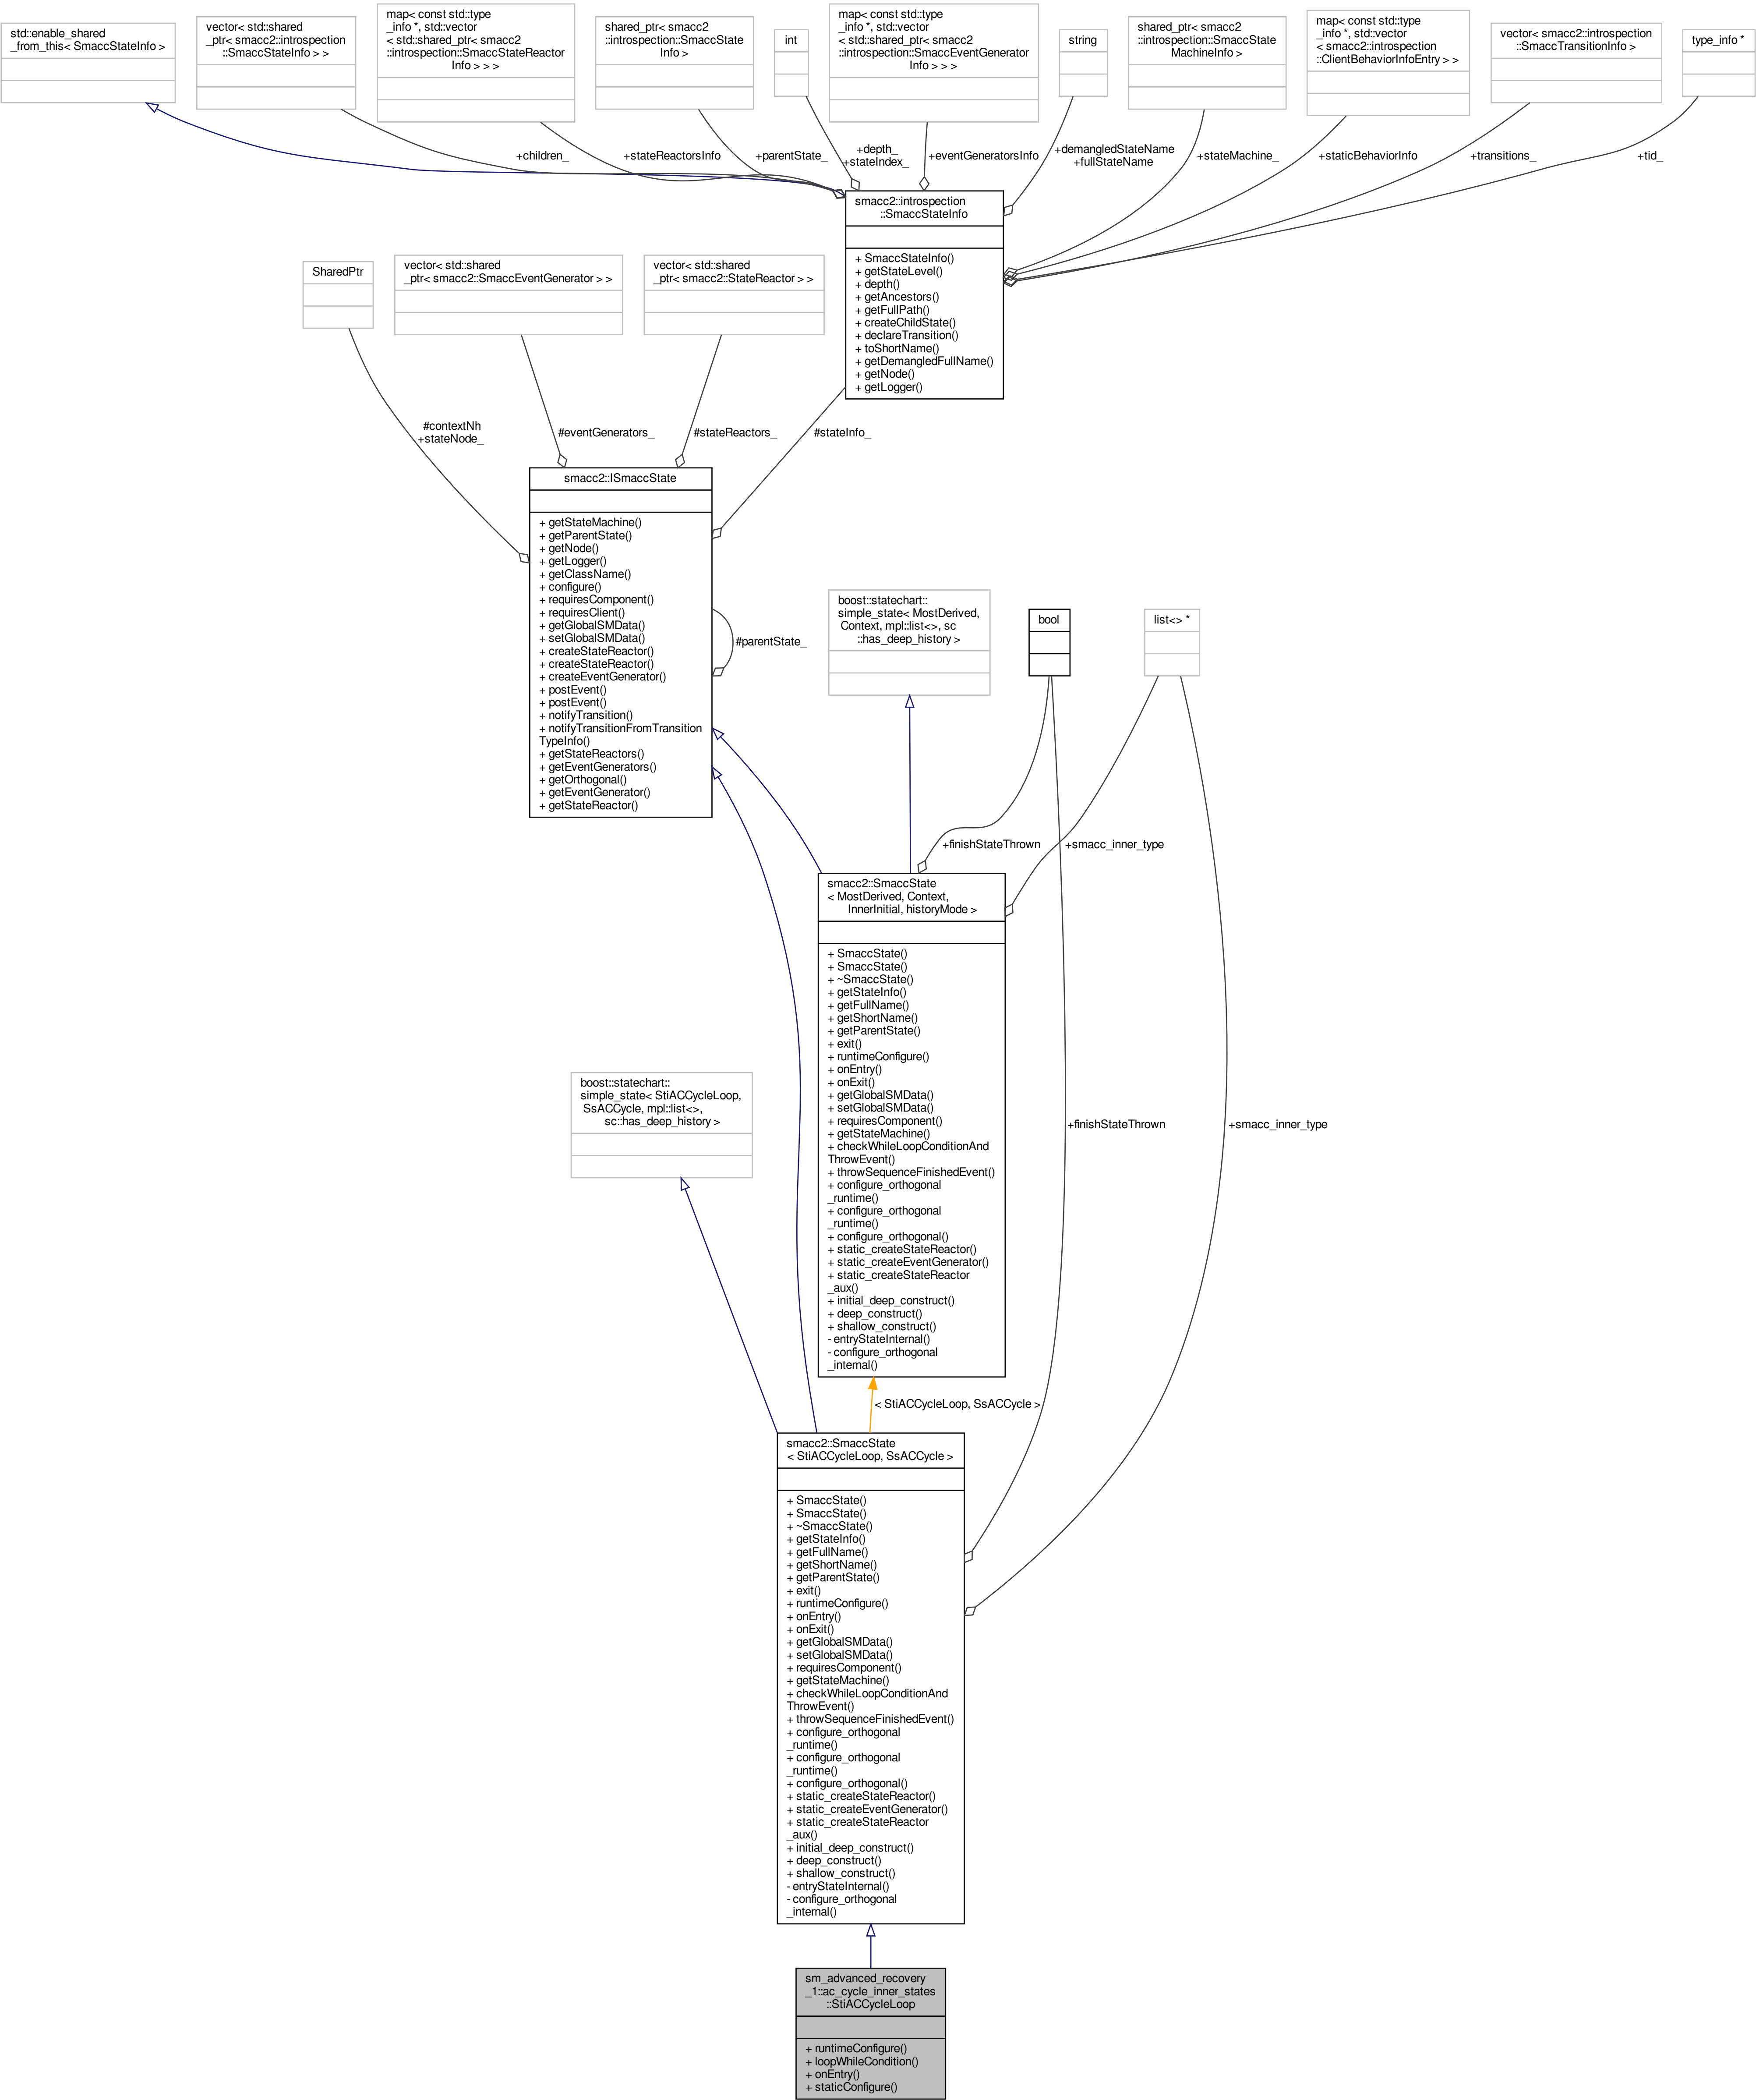 std::enable_shared
_from_this< SmaccStateInfo >
vector< std::shared
_ptr< smacc2::introspection
::SmaccStateInfo > >
map< const std::type
_info *, std::vector
< std::shared_ptr< smacc2
::introspection::SmaccStateReactor
Info > > >
shared_ptr< smacc2
::introspection::SmaccState
Info >
int
map< const std::type
_info *, std::vector
< std::shared_ptr< smacc2
::introspection::SmaccEventGenerator
Info > > >
string
shared_ptr< smacc2
::introspection::SmaccState
MachineInfo >
map< const std::type
_info *, std::vector
< smacc2::introspection
::ClientBehaviorInfoEntry > >
vector< smacc2::introspection
::SmaccTransitionInfo >
type_info *
+children_
+stateReactorsInfo
+parentState_
+depth_
+stateIndex_
+eventGeneratorsInfo
+demangledStateName
+fullStateName
+stateMachine_
+staticBehaviorInfo
+transitions_
+tid_
smacc2::introspection
::SmaccStateInfo
+ SmaccStateInfo()
+ getStateLevel()
+ depth()
+ getAncestors()
+ getFullPath()
+ createChildState()
+ declareTransition()
+ toShortName()
+ getDemangledFullName()
+ getNode()
+ getLogger()
SharedPtr
vector< std::shared
_ptr< smacc2::SmaccEventGenerator > >
vector< std::shared
_ptr< smacc2::StateReactor > >
#contextNh
+stateNode_
#eventGenerators_
#stateReactors_
#stateInfo_
smacc2::ISmaccState
+ getStateMachine()
+ getParentState()
+ getNode()
+ getLogger()
+ getClassName()
+ configure()
+ requiresComponent()
+ requiresClient()
+ getGlobalSMData()
+ setGlobalSMData()
+ createStateReactor()
+ createStateReactor()
+ createEventGenerator()
+ postEvent()
+ postEvent()
+ notifyTransition()
+ notifyTransitionFromTransition
TypeInfo()
+ getStateReactors()
+ getEventGenerators()
+ getOrthogonal()
+ getEventGenerator()
+ getStateReactor()
#parentState_
boost::statechart::
simple_state< MostDerived,
Context, mpl::list<>, sc
::has_deep_history >
bool
list<> *
+finishStateThrown
+smacc_inner_type
smacc2::SmaccState
< MostDerived, Context,
InnerInitial, historyMode >
+ SmaccState()
+ SmaccState()
+ ~SmaccState()
+ getStateInfo()
+ getFullName()
+ getShortName()
+ getParentState()
+ exit()
+ runtimeConfigure()
+ onEntry()
+ onExit()
+ getGlobalSMData()
+ setGlobalSMData()
+ requiresComponent()
+ getStateMachine()
+ checkWhileLoopConditionAnd
ThrowEvent()
+ throwSequenceFinishedEvent()
+ configure_orthogonal
_runtime()
+ configure_orthogonal
_runtime()
+ configure_orthogonal()
+ static_createStateReactor()
+ static_createEventGenerator()
+ static_createStateReactor
_aux()
+ initial_deep_construct()
+ deep_construct()
+ shallow_construct()
- entryStateInternal()
- configure_orthogonal
_internal()
boost::statechart::
simple_state< StiACCycleLoop,
SsACCycle, mpl::list<>,
sc::has_deep_history >
+finishStateThrown
+smacc_inner_type
< StiACCycleLoop, SsACCycle >
smacc2::SmaccState
< StiACCycleLoop, SsACCycle >
+ SmaccState()
+ SmaccState()
+ ~SmaccState()
+ getStateInfo()
+ getFullName()
+ getShortName()
+ getParentState()
+ exit()
+ runtimeConfigure()
+ onEntry()
+ onExit()
+ getGlobalSMData()
+ setGlobalSMData()
+ requiresComponent()
+ getStateMachine()
+ checkWhileLoopConditionAnd
ThrowEvent()
+ throwSequenceFinishedEvent()
+ configure_orthogonal
_runtime()
+ configure_orthogonal
_runtime()
+ configure_orthogonal()
+ static_createStateReactor()
+ static_createEventGenerator()
+ static_createStateReactor
_aux()
+ initial_deep_construct()
+ deep_construct()
+ shallow_construct()
- entryStateInternal()
- configure_orthogonal
_internal()
sm_advanced_recovery
_1::ac_cycle_inner_states
::StiACCycleLoop
+ runtimeConfigure()
+ loopWhileCondition()
+ onEntry()
+ staticConfigure()